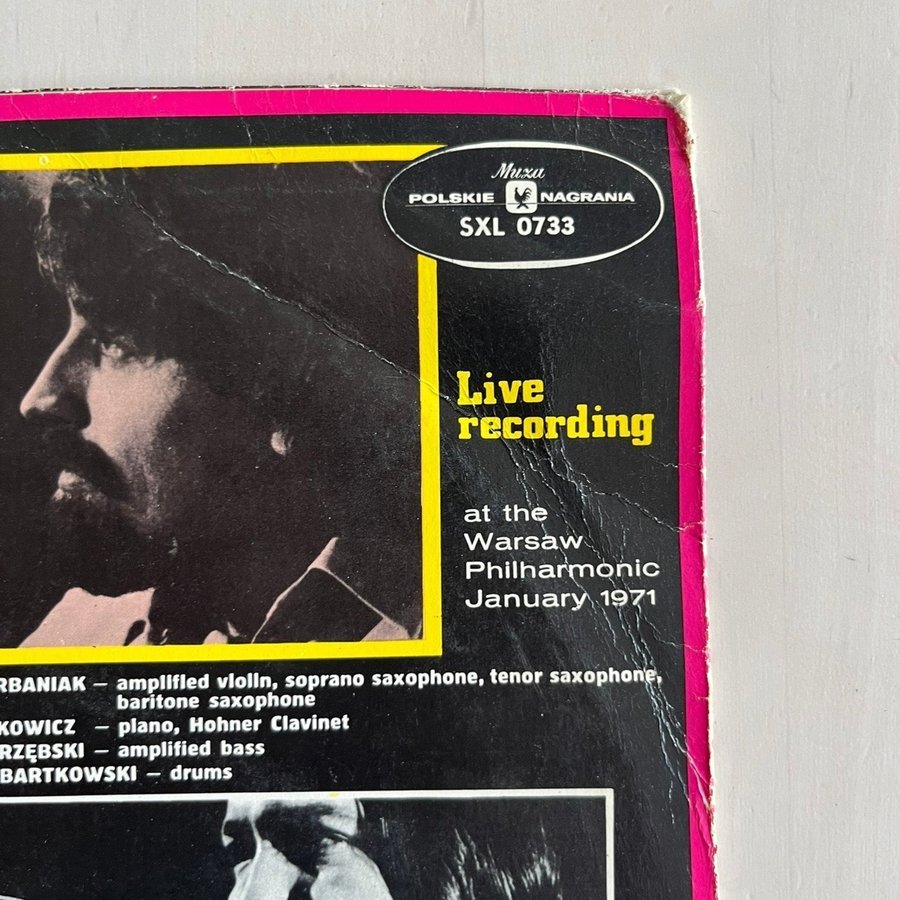 Muza
POLSKIE NAGRANIA
SXL 0733
Live
recording
at the
Warsaw
Philharmonic
January 1971
RBANIAK – amplified violin, soprano saxophone, tenor saxophone,
baritone saxophone
KOWICZ – piano, Hohner Clavinet
RZĘBSKI – amplified bass
BARTKOWSKI – drums